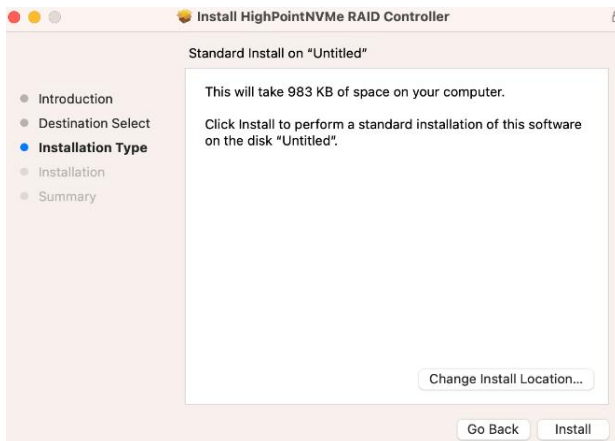 Install HighPointNVMe RAID Controller
Standard Install on “Untitled”
Introduction
Destination Select
Installation Type
Installation
Summary
This will take 983 KB of space on your computer.
Click Install to perform a standard installation of this software
on the disk “Untitled”.
Change Install Location...
Go Back
Install